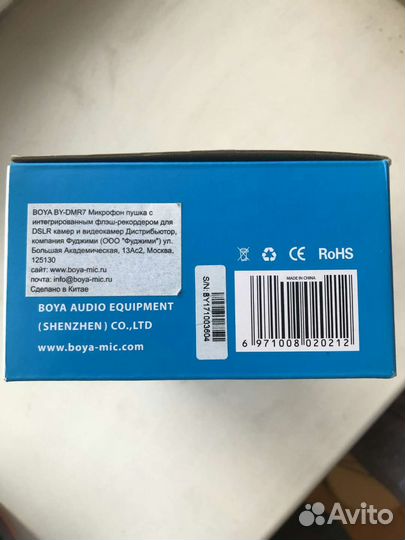 BOYA BY-DMR7 Микрофон пушка с
интегрированным флэш-рекордером для
DSLR камер и видеокамер Дистрибьютор,
компания Фуджими (ООО "Фуджими") ул.
Большая Академическая, 13Ас2, Москва,
125130
сайт: www.boya-mic.ru
почта: info@boya-mic.ru
Сделано в Китае
BOYA AUDIO EQUIPMENT
(SHENZHEN) CO.,LTD
www.boya-mic.com
S/N: BY171003604
CE RoHS
MADE IN CHINA
6 971008 020212
Avito